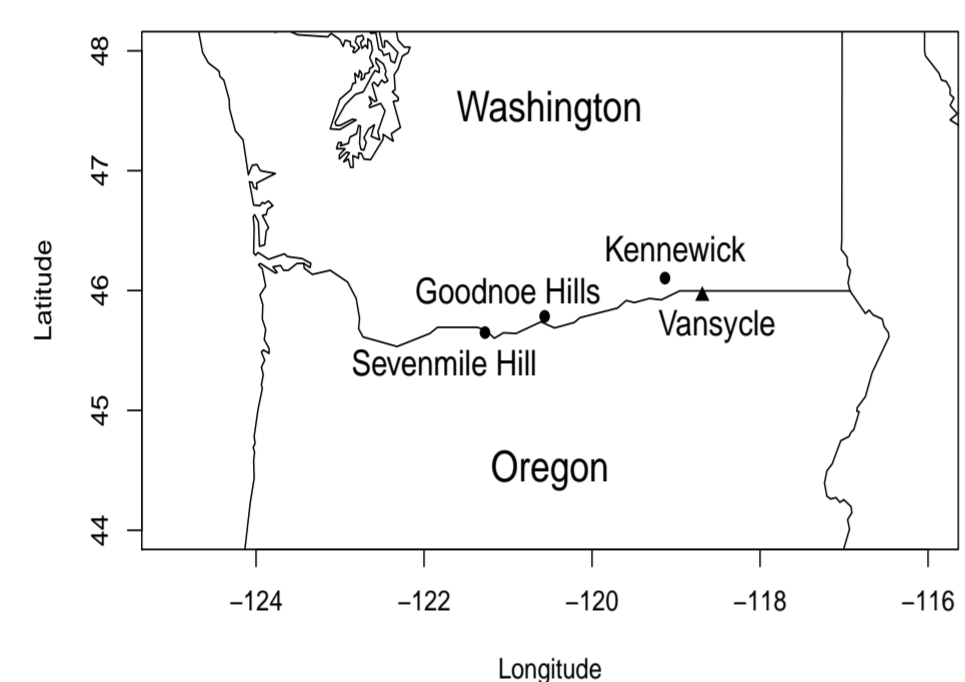 48
Washington
47
Kennewick
Latitude
46
Goodnoe Hills
Vansycle
Sevenmile Hill
45
Oregon
44
−124
−122
−120
−118
−116
Longitude